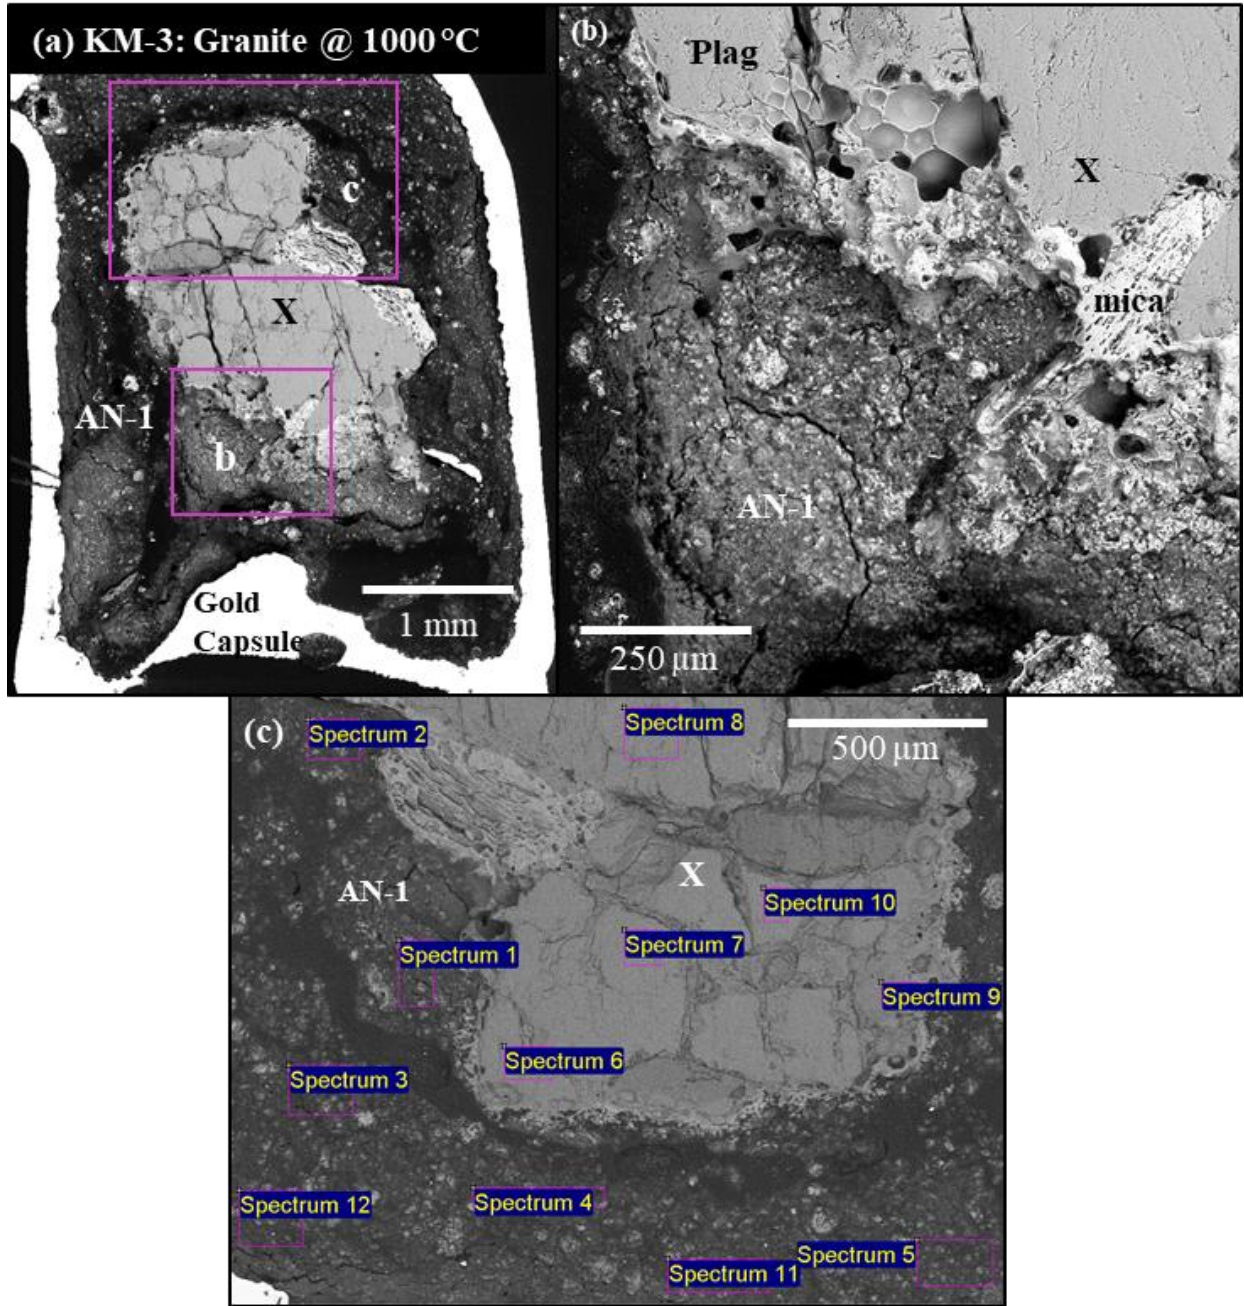 (a) KM-3: Granite @ 1000 °C
c
X
AN-1
b
Gold
Capsule
1 mm
(b)
Plag
X
mica
AN-1
250 µm
(c)
Spectrum 2
Spectrum 8
500 µm
X
AN-1
Spectrum 10
Spectrum 1
Spectrum 7
Spectrum 9
Spectrum 6
Spectrum 3
Spectrum 12
Spectrum 4
Spectrum 5
Spectrum 11